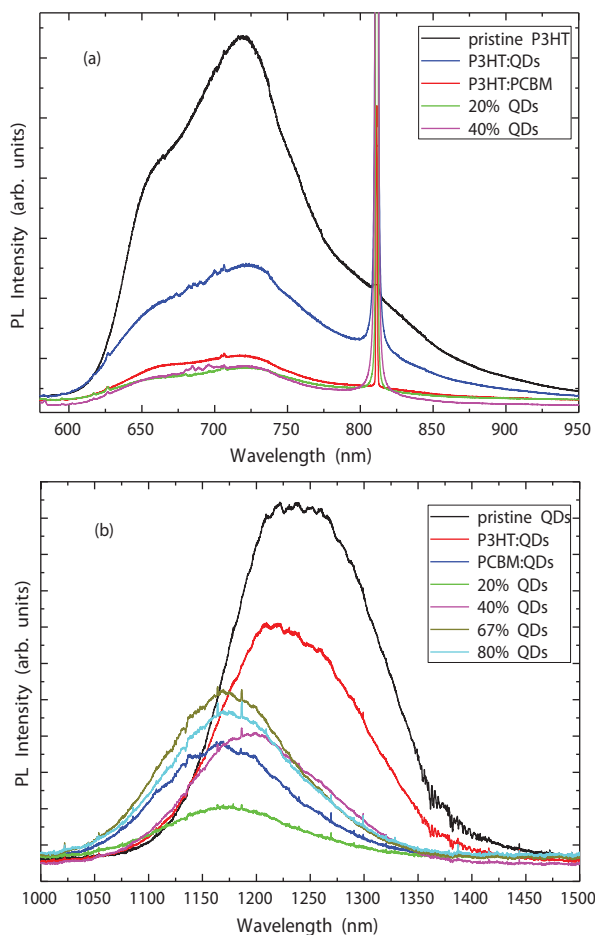 (a)
pristine P3HT
P3HT:QDs
P3HT:PCBM
20% QDs
40% QDs
PL Intensity (arb. units)
600 650 700 750 800 850 900 950
Wavelength (nm)
(b)
pristine QDs
P3HT:QDs
PCBM:QDs
20% QDs
40% QDs
67% QDs
80% QDs
PL Intensity (arb. units)
1000 1050 1100 1150 1200 1250 1300 1350 1400 1450 1500
Wavelength (nm)